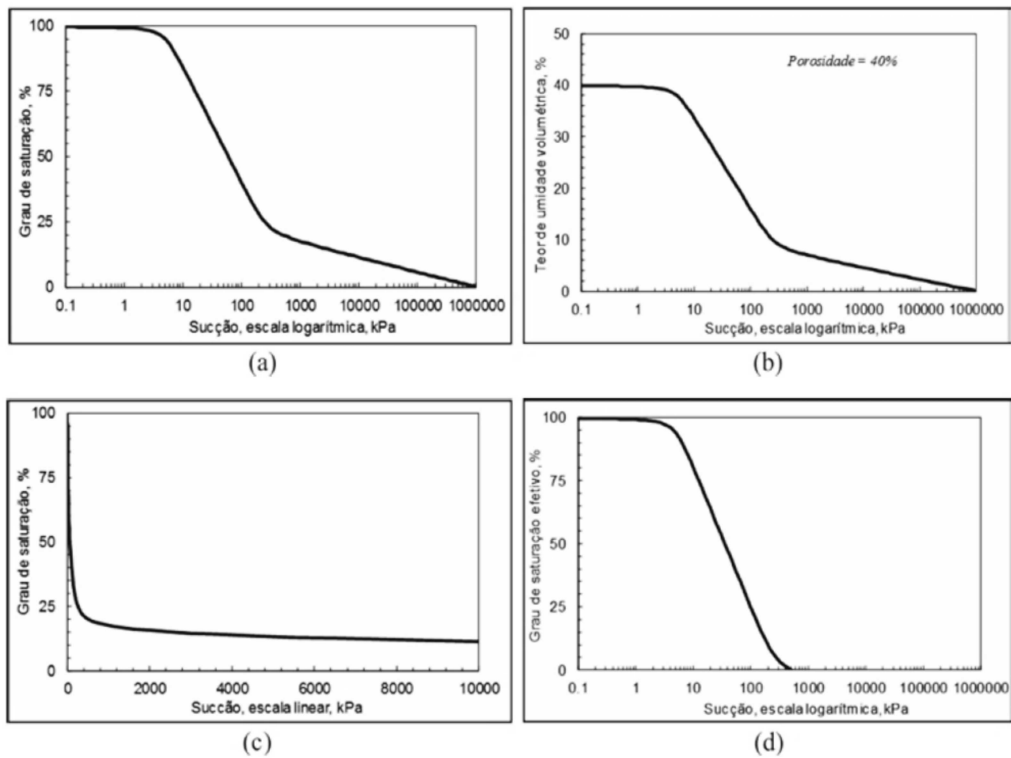 100
75
50
25
0
Grau de saturação, %
0.1 1 10 100 1000 10000 100000 1000000
Sucção, escala logarítmica, kPa
(a)
50
40
30
20
10
0
Teor de umidade volumétrica, %
Porosidade = 40%
0.1 1 10 100 1000 10000 100000 1000000
Sucção, escala logarítmica, kPa
(b)
100
75
50
25
0
Grau de saturação, %
0 2000 4000 6000 8000 10000
Sucção, escala linear, kPa
(c)
100
75
50
25
0
Grau de saturação efetivo, %
0.1 1 10 100 1000 10000 100000 1000000
Sucção, escala logarítmica, kPa
(d)